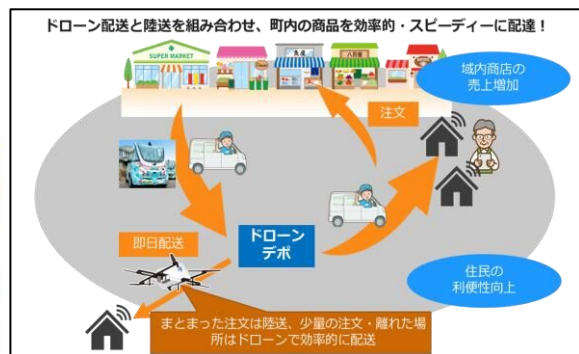 ドローン配送と陸送を組み合わせ、町内の商品を効率的・スピーディーに配達！
SUPER MARKET
魚屋
八百屋
域内商店の
売上増加
注文
即日配送
ドローン
デポ
住民の
利便性向上
まとまった注文は陸送、少量の注文・離れた場
所はドローンで効率的に配送